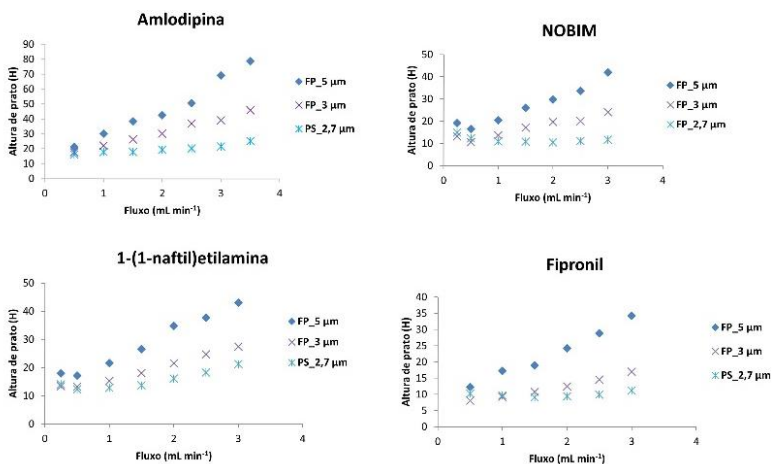 Amlodipina
Altura de prato (H)
90
80
70
60
50
40
30
20
10
0
0 1 2 3 4
Fluxo (mL min⁻¹)
FP_5 µm
FP_3 µm
PS_2,7 µm
NOBIM
Altura de prato (H)
50
40
30
20
10
0
0 1 2 3 4
Fluxo (mL min⁻¹)
FP_5 µm
FP_3 µm
FP_2,7 µm
1-(1-naftil)etilamina
Altura de prato (H)
50
40
30
20
10
0
0 1 2 3 4
Fluxo (mL min⁻¹)
FP_5 µm
FP_3 µm
PS_2,7 µm
Fipronil
Altura de prato (H)
40
35
30
25
20
15
10
5
0
0 1 2 3 4
Fluxo (mL min⁻¹)
FP_5 µm
FP_3 µm
PS_2,7 µm